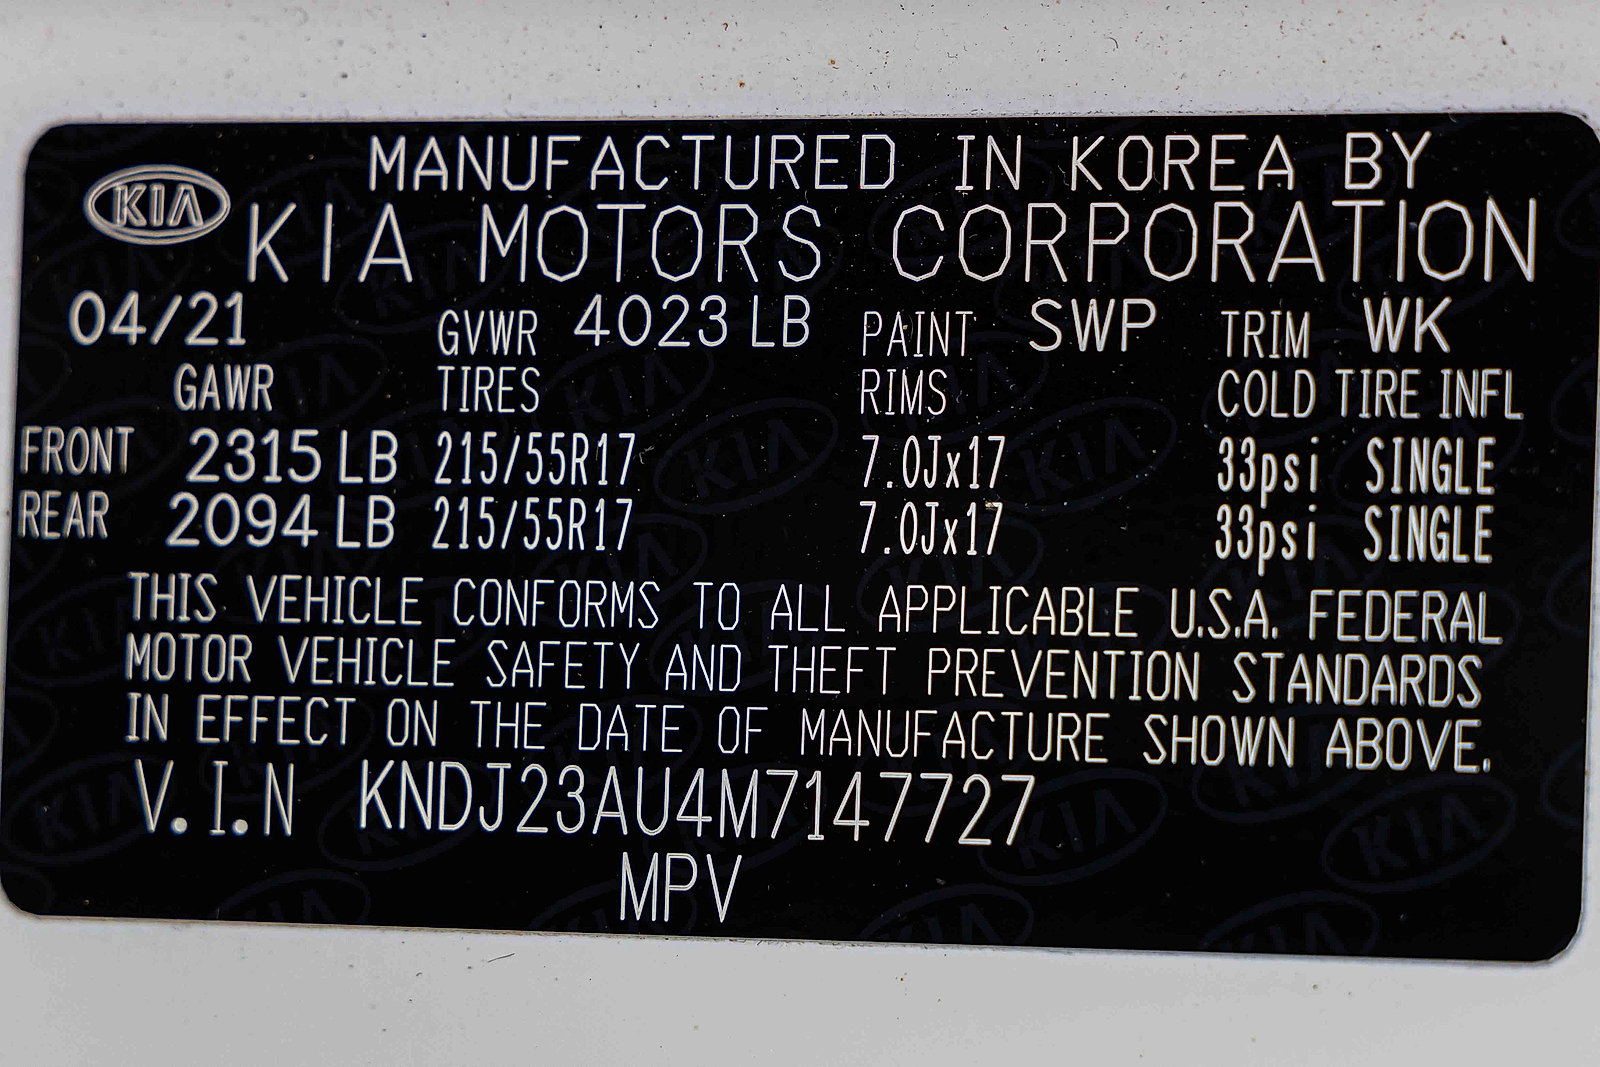 MANUFACTURED IN KOREA BY
KIA KIA MOTORS CORPORATION
04/21 GVWR 4023 LB PAINT SWP TRIM WK
GAWR TIRES RIMS COLD TIRE INFL
FRONT 2315 LB 215/55R17 7.0Jx17 33psi SINGLE
REAR 2094 LB 215/55R17 7.0Jx17 33psi SINGLE
THIS VEHICLE CONFORMS TO ALL APPLICABLE U.S.A. FEDERAL
MOTOR VEHICLE SAFETY AND THEFT PREVENTION STANDARDS
IN EFFECT ON THE DATE OF MANUFACTURE SHOWN ABOVE.
V.I.N KNDJ23AU4M7147727
MPV